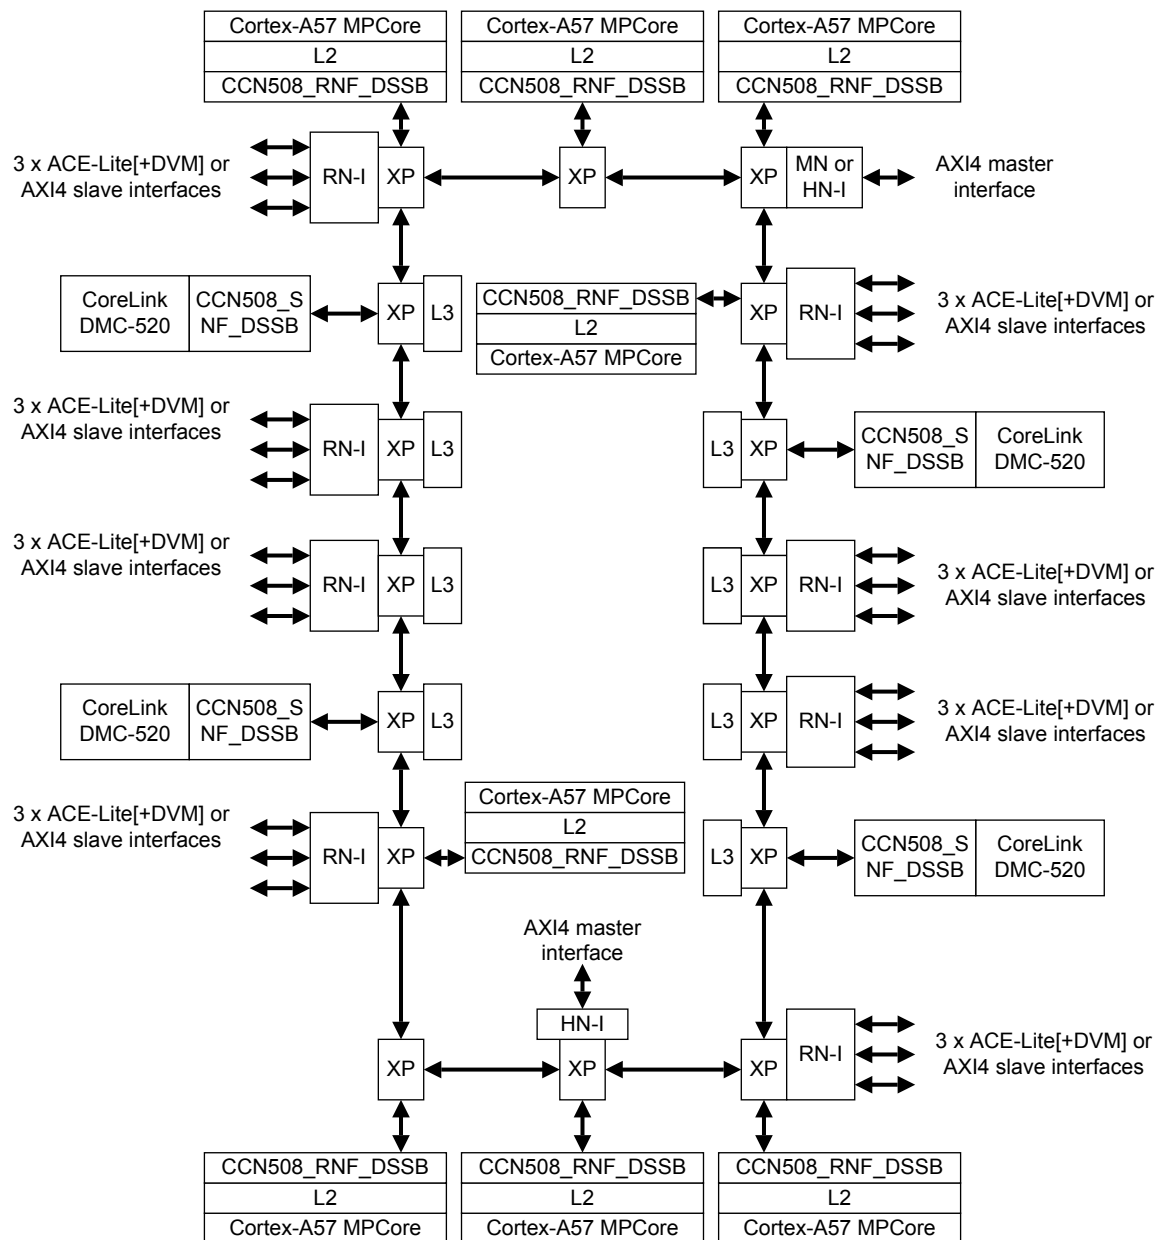 Cortex-A57 MPCore
L2
CCN508_RNF_DSSB
Cortex-A57 MPCore
L2
CCN508_RNF_DSSB
Cortex-A57 MPCore
L2
CCN508_RNF_DSSB
3 x ACE-Lite[+DVM] or
AXI4 slave interfaces
RN-I
XP
XP
XP
MN or
HN-I
AXI4 master
interface
CoreLink
DMC-520
CCN508_S
NF_DSSB
XP
L3
CCN508_RNF_DSSB
L2
Cortex-A57 MPCore
XP
RN-I
3 x ACE-Lite[+DVM] or
AXI4 slave interfaces
3 x ACE-Lite[+DVM] or
AXI4 slave interfaces
RN-I
XP
L3
L3
XP
CCN508_S
NF_DSSB
CoreLink
DMC-520
3 x ACE-Lite[+DVM] or
AXI4 slave interfaces
RN-I
XP
L3
L3
XP
RN-I
3 x ACE-Lite[+DVM] or
AXI4 slave interfaces
CoreLink
DMC-520
CCN508_S
NF_DSSB
XP
L3
L3
XP
RN-I
3 x ACE-Lite[+DVM] or
AXI4 slave interfaces
3 x ACE-Lite[+DVM] or
AXI4 slave interfaces
RN-I
XP
Cortex-A57 MPCore
L2
CCN508_RNF_DSSB
L3
XP
CCN508_S
NF_DSSB
CoreLink
DMC-520
AXI4 master
interface
HN-I
XP
XP
XP
RN-I
3 x ACE-Lite[+DVM] or
AXI4 slave interfaces
CCN508_RNF_DSSB
L2
Cortex-A57 MPCore
CCN508_RNF_DSSB
L2
Cortex-A57 MPCore
CCN508_RNF_DSSB
L2
Cortex-A57 MPCore